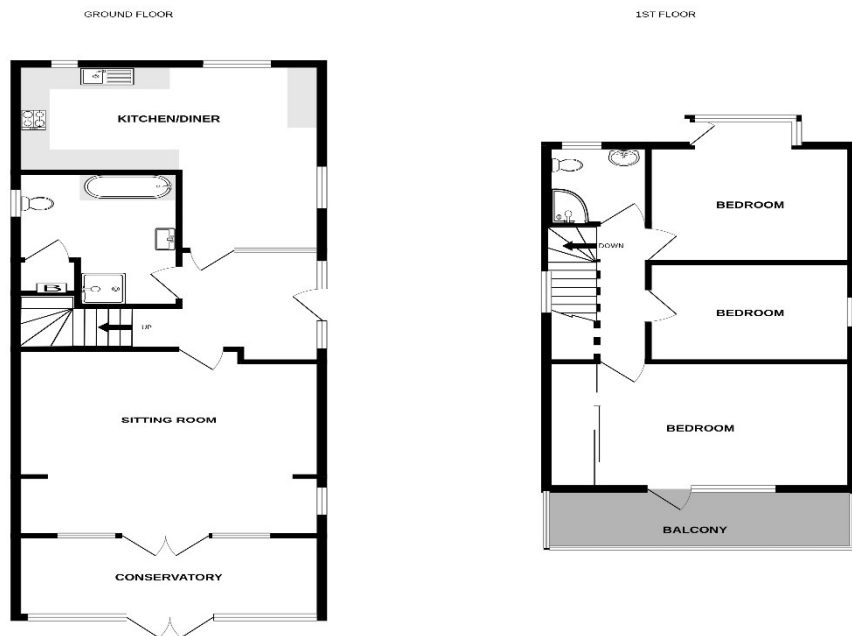 GROUND FLOOR
KITCHEN/DINER
B
UP
SITTING ROOM
CONSERVATORY
1ST FLOOR
BEDROOM
DOWN
BEDROOM
BEDROOM
BALCONY